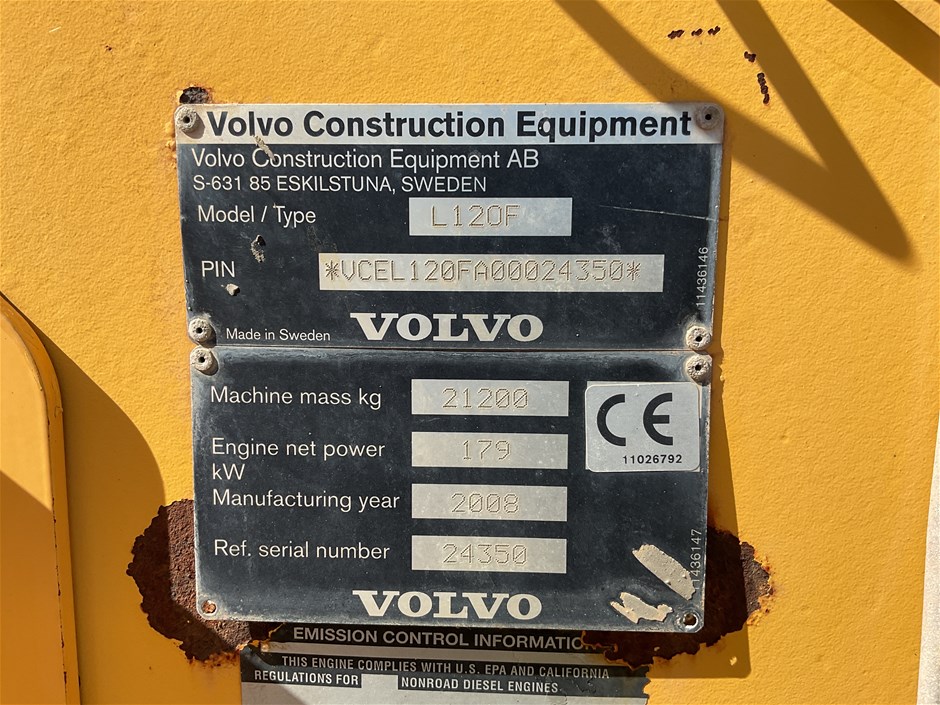 Volvo Construction Equipment
Volvo Construction Equipment AB
S-631 85 ESKILSTUNA, SWEDEN
Model / Type L120F
PIN *VCEL120FA00024350*
11436146
Made in Sweden VOLVO
Machine mass kg 21200
CE
11026792
Engine net power 179
kW
Manufacturing year 2008
Ref. serial number 24350
11436147
VOLVO
EMISSION CONTROL INFORMATION
THIS ENGINE COMPLIES WITH U.S. EPA AND CALIFORNIA
REGULATIONS FOR NONROAD DIESEL ENGINES